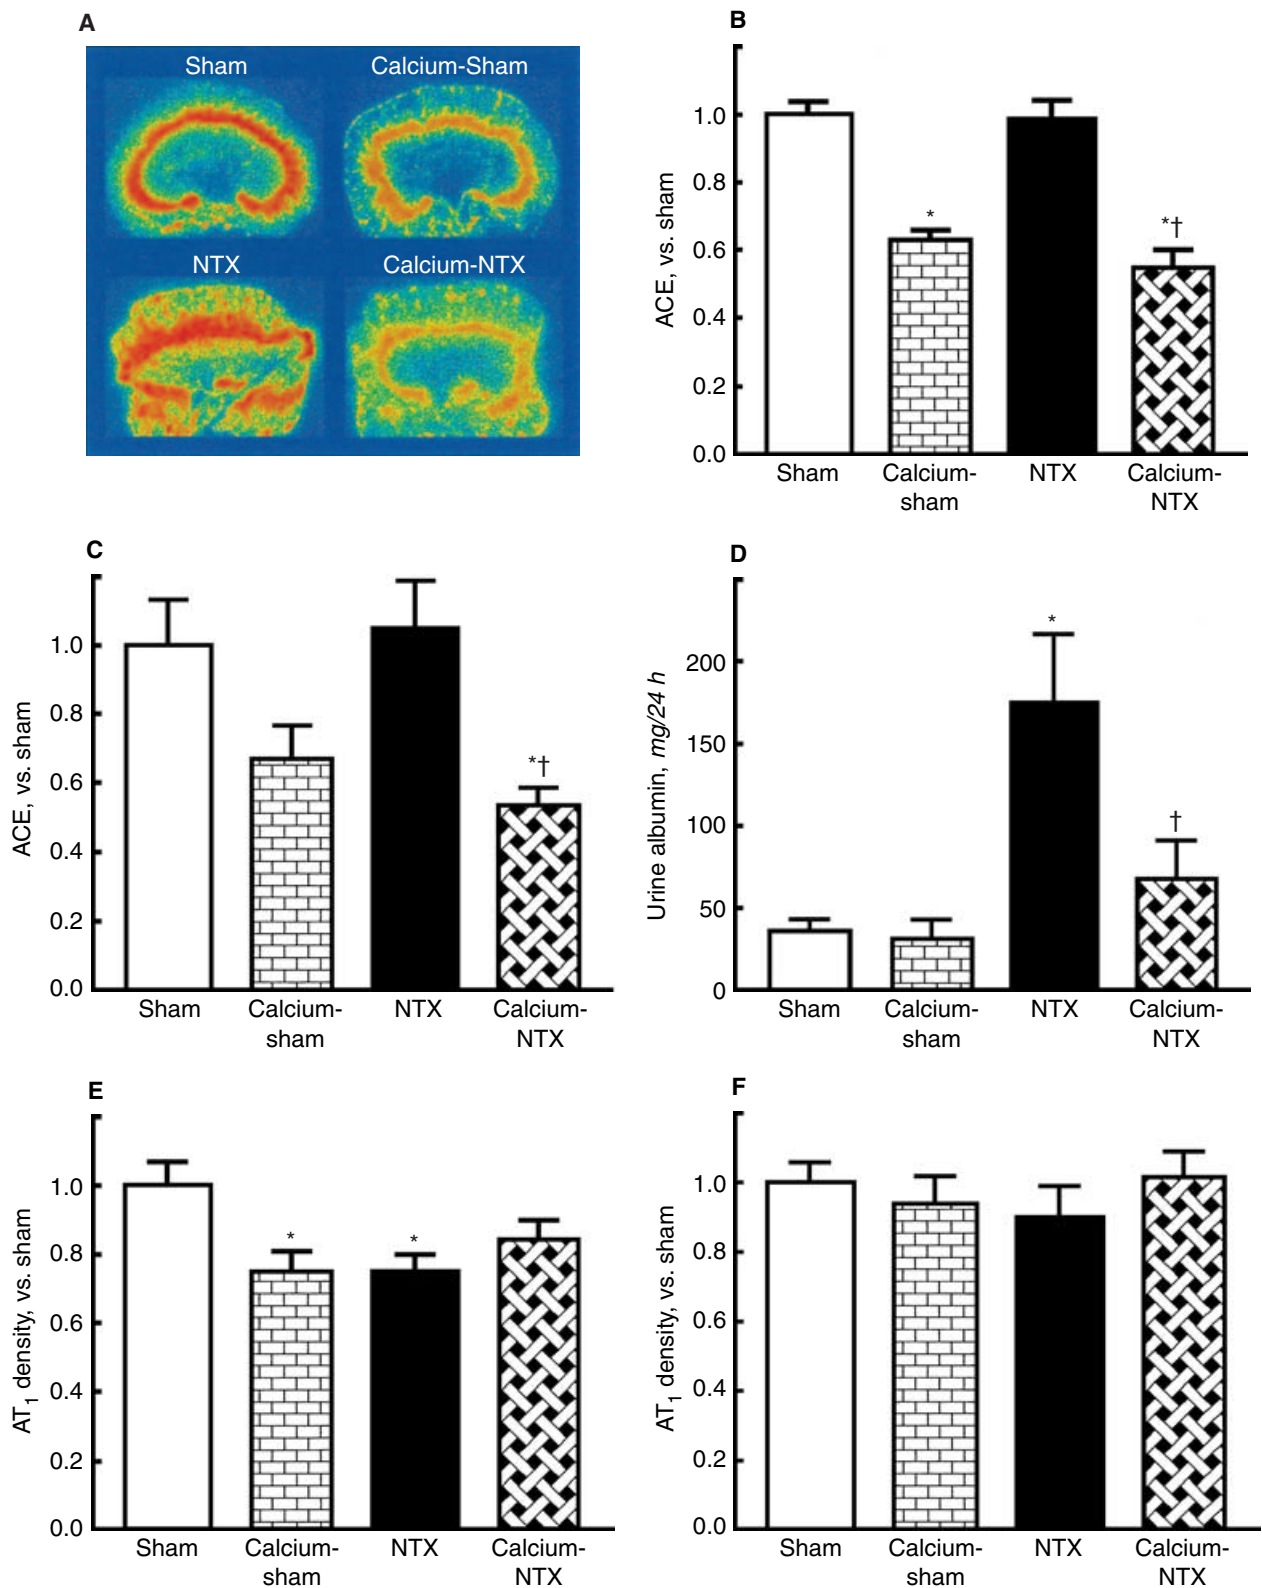 A
Sham Calcium-Sham
NTX Calcium-NTX
B
ACE, vs. sham
1.0
0.8
0.6
0.4
0.2
0.0
*
*†
Sham Calcium- NTX Calcium-
sham NTX
C
ACE, vs. sham
1.0
0.8
0.6
0.4
0.2
0.0
*†
Sham Calcium- NTX Calcium-
sham NTX
D
Urine albumin, mg/24 h
200
150
100
50
0
*
†
Sham Calcium- NTX Calcium-
sham NTX
E
AT1 density, vs. sham
1.0
0.8
0.6
0.4
0.2
0.0
* *
Sham Calcium- NTX Calcium-
sham NTX
F
AT1 density, vs. sham
1.0
0.8
0.6
0.4
0.2
0.0
Sham Calcium- NTX Calcium-
sham NTX